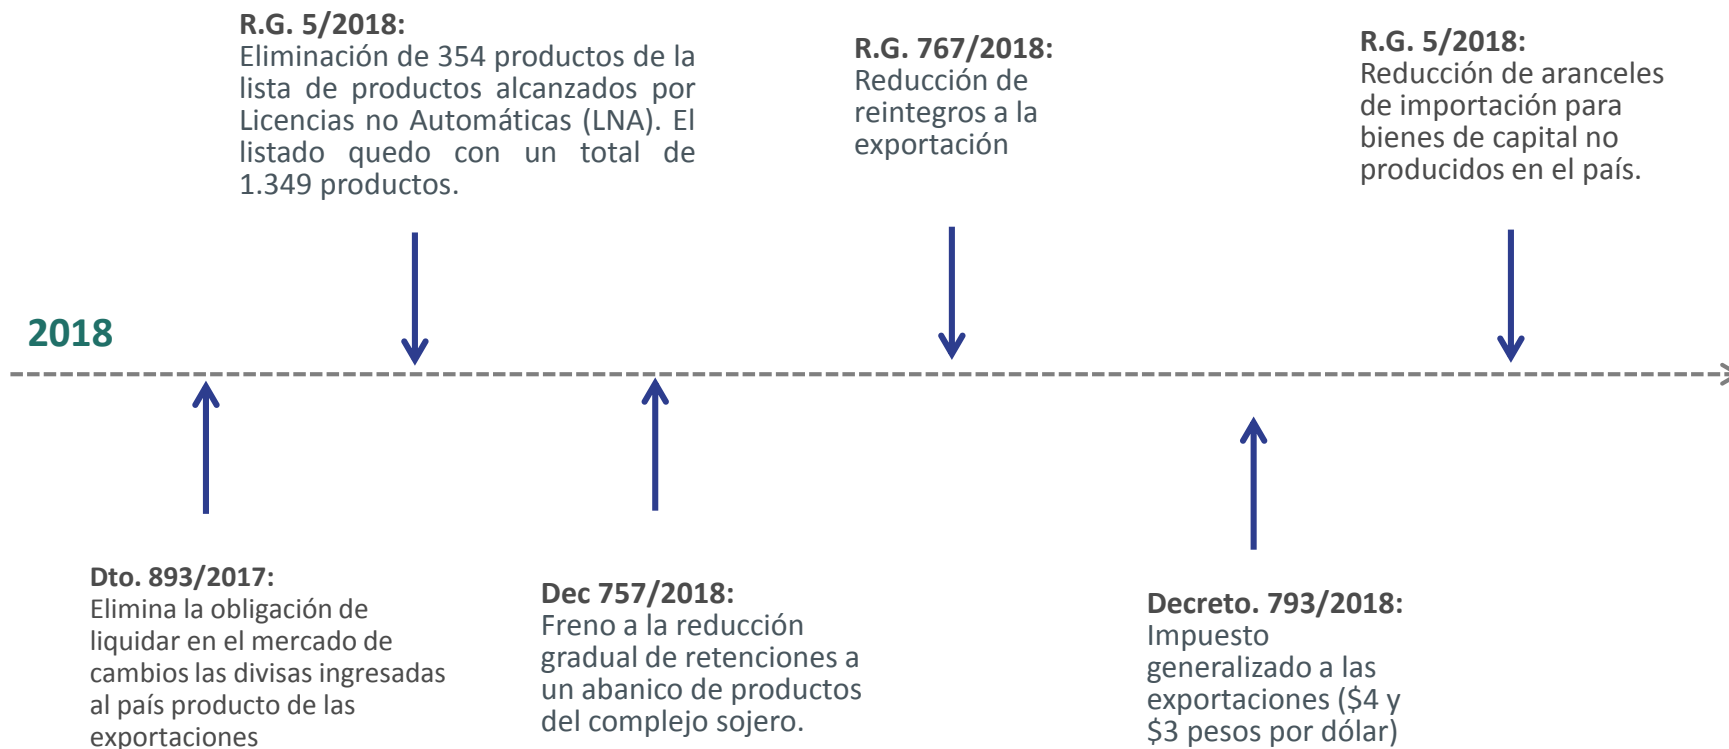 R.G. 5/2018:
Eliminación de 354 productos de la
lista de productos alcanzados por
Licencias no Automáticas (LNA). El
listado quedo con un total de
1.349 productos.
R.G. 767/2018:
Reducción de
reintegros a la
exportación
R.G. 5/2018:
Reducción de aranceles
de importación para
bienes de capital no
producidos en el país.
2018
Dto. 893/2017:
Elimina la obligación de
liquidar en el mercado de
cambios las divisas ingresadas
al país producto de las
exportaciones
Dec 757/2018:
Freno a la reducción
gradual de retenciones a
un abanico de productos
del complejo sojero.
Decreto. 793/2018:
Impuesto
generalizado a las
exportaciones ($4 y
$3 pesos por dólar)